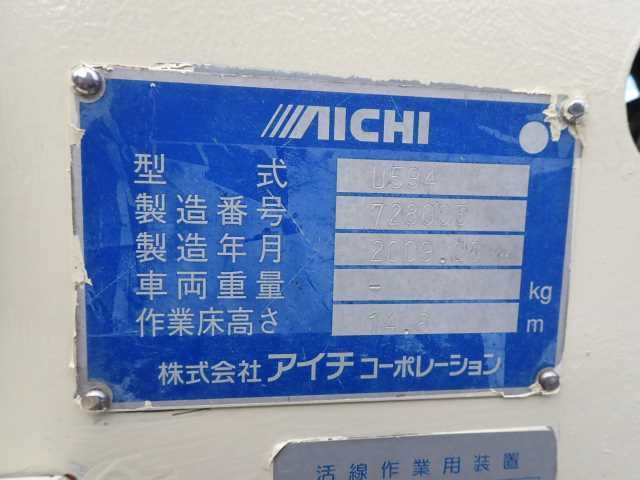 AICHI
型式 U594
製造番号
製造年月 2009.
車両重量 - kg
作業床高さ 14. m
株式会社アイチコーポレーション
活線作業用装置